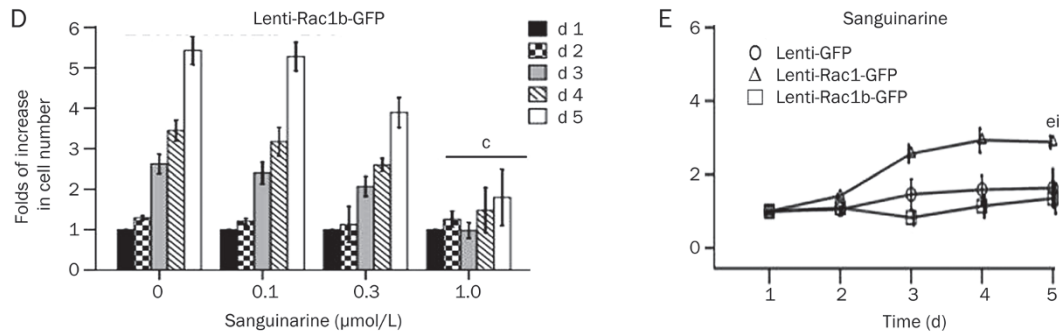 D
Lenti-Rac1b-GFP
Folds of increase
in cell number
6
5
4
3
2
1
0
c
d 1
d 2
d 3
d 4
d 5
0 0.1 0.3 1.0
Sanguinarine (μmol/L)
E
Sanguinarine
Lenti-GFP
Lenti-Rac1-GFP
Lenti-Rac1b-GFP
ei
6
4
2
0
1 2 3 4 5
Time (d)